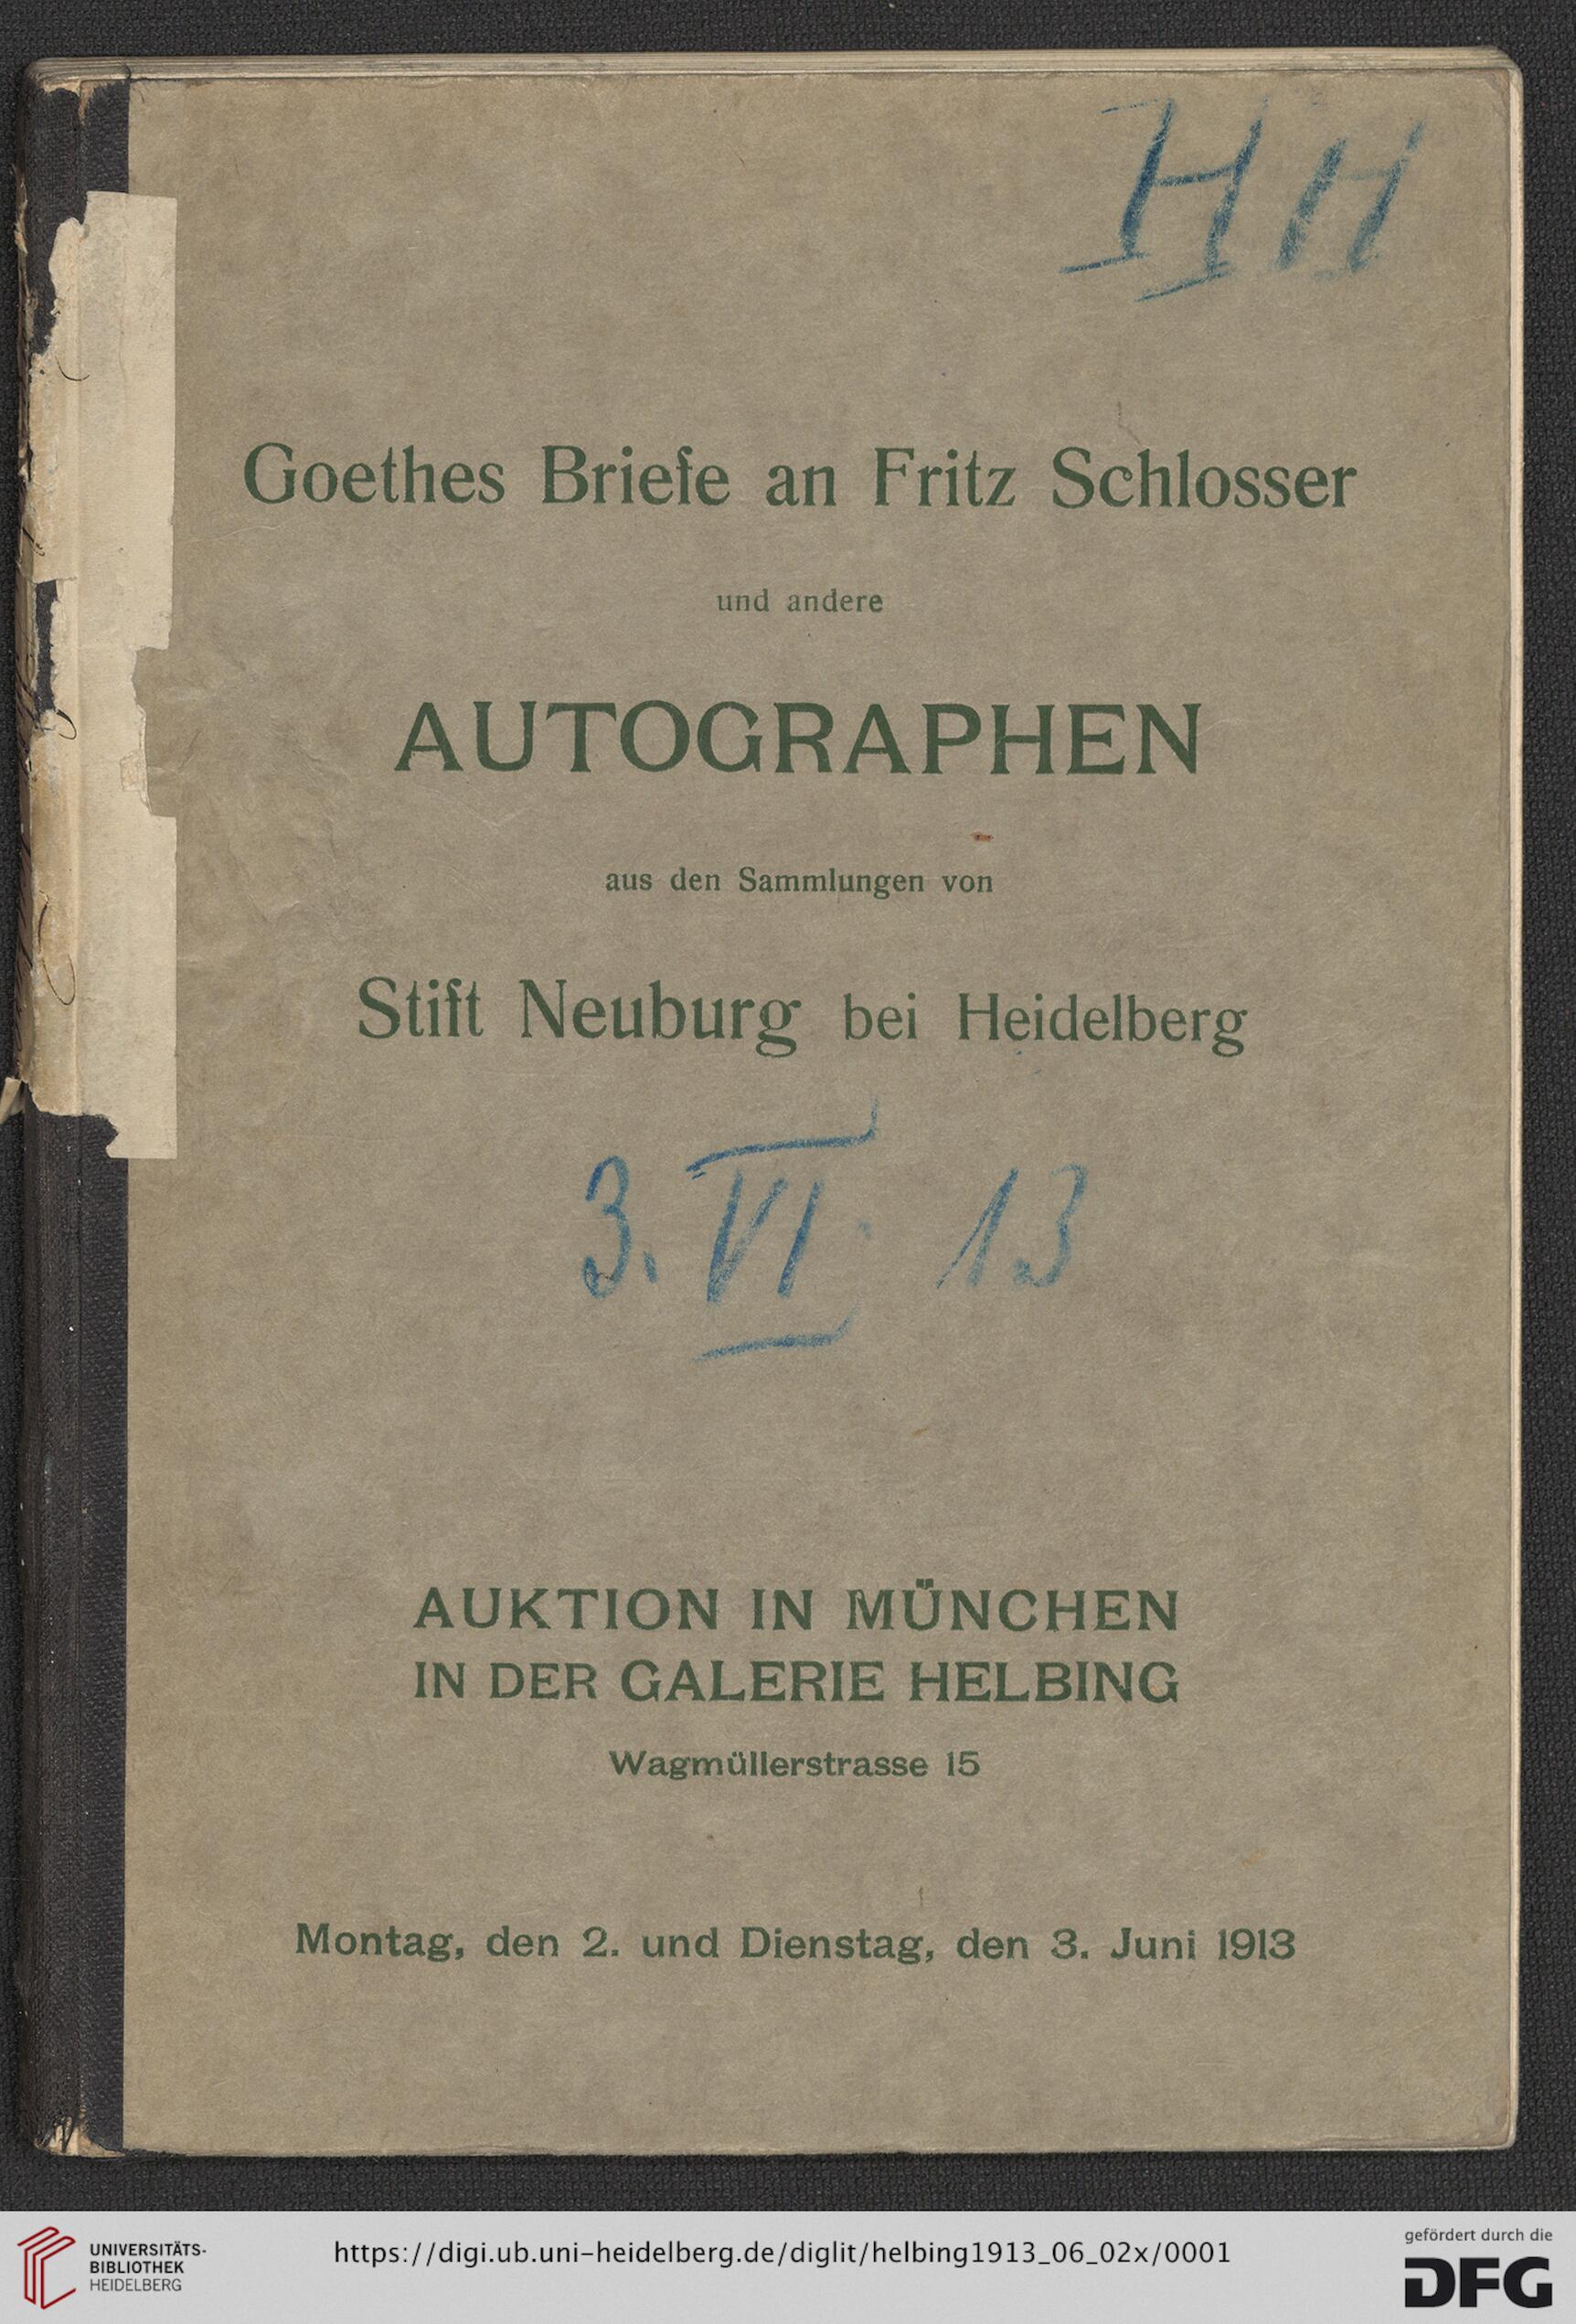 HH
Goethes Briefe an Fritz Schlosser
und andere
AUTOGRAPHEN
aus den Sammlungen von
Stift Neuburg bei Heidelberg
3. VI. 13
AUKTION IN MÜNCHEN
IN DER GALERIE HELBING
Wagmüllerstrasse 15
Montag, den 2. und Dienstag, den 3. Juni 1913
UNIVERSITÄTS-
BIBLIOTHEK
HEIDELBERG
https://digi.ub.uni-heidelberg.de/diglit/helbing1913_06_02x/0001
gefördert durch die
DFG